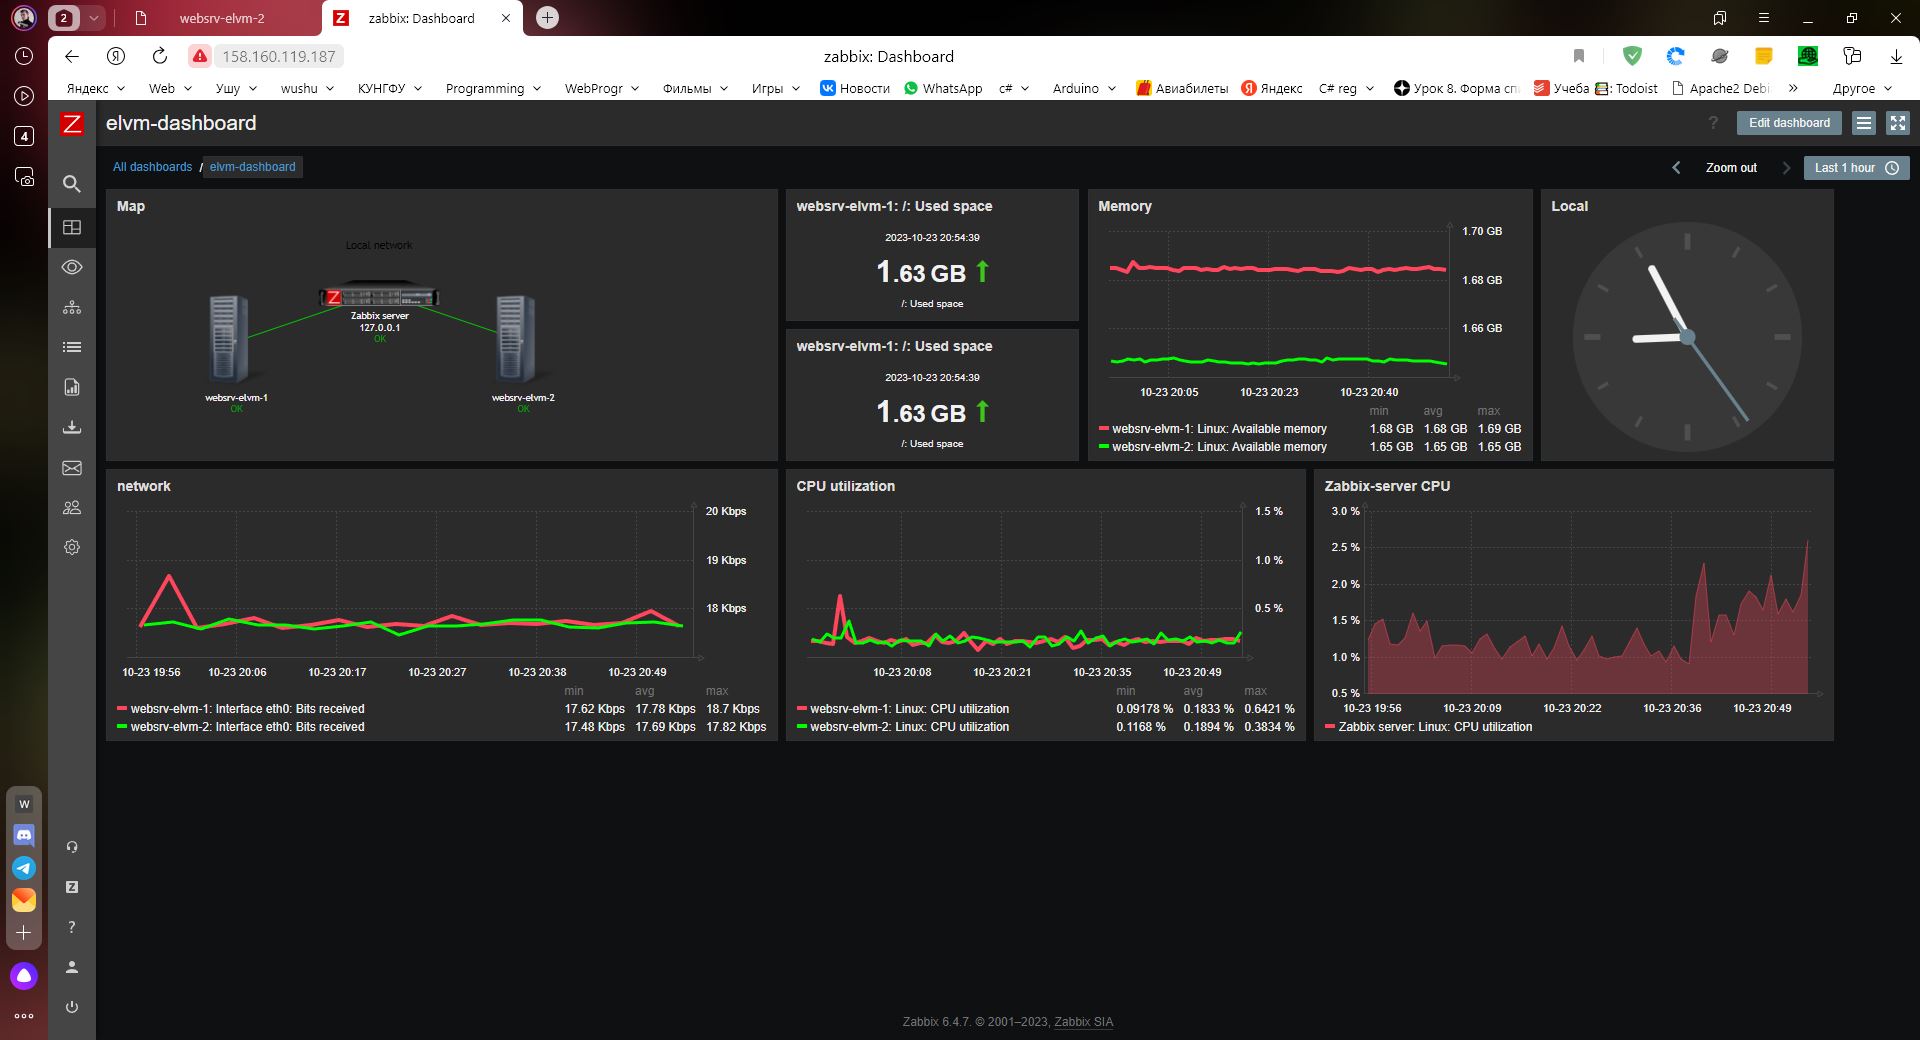 2
websrv-elvm-2
Z
zabbix: Dashboard
Я
158.160.119.187
zabbix: Dashboard
Яндекс
Web
Ушу
wushu
КУНГФУ
Programming
WebProgr
Фильмы
Игры
Новости
WhatsApp
c#
Arduino
Авиабилеты
Яндекс
C# reg
Урок 8. Форма
Учеба
: Todoist
Apache2 Debi
»
Другое
4
Z
elvm-dashboard
?
Edit dashboard
All dashboards / elvm-dashboard
Zoom out
Last 1 hour
Map
Local network
Z
Zabbix server
127.0.0.1
OK
websrv-elvm-1
OK
websrv-elvm-2
OK
websrv-elvm-1: /: Used space
2023-10-23 20:54:39
1.63 GB
/: Used space
websrv-elvm-1: /: Used space
2023-10-23 20:54:39
1.63 GB
/: Used space
Memory
1.70 GB
1.68 GB
1.66 GB
10-23 20:05 10-23 20:23 10-23 20:40
min avg max
websrv-elvm-1: Linux: Available memory 1.68 GB 1.68 GB 1.69 GB
websrv-elvm-2: Linux: Available memory 1.65 GB 1.65 GB 1.65 GB
Local
network
20 Kbps
19 Kbps
18 Kbps
10-23 19:56 10-23 20:06 10-23 20:17 10-23 20:27 10-23 20:38 10-23 20:49
min avg max
websrv-elvm-1: Interface eth0: Bits received 17.62 Kbps 17.78 Kbps 18.7 Kbps
websrv-elvm-2: Interface eth0: Bits received 17.48 Kbps 17.69 Kbps 17.82 Kbps
CPU utilization
1.5 %
1.0 %
0.5 %
10-23 20:08 10-23 20:21 10-23 20:35 10-23 20:49
min avg max
websrv-elvm-1: Linux: CPU utilization 0.09178 % 0.1833 % 0.6421 %
websrv-elvm-2: Linux: CPU utilization 0.1168 % 0.1894 % 0.3834 %
Zabbix-server CPU
3.0 %
2.5 %
2.0 %
1.5 %
1.0 %
0.5 %
10-23 19:56 10-23 20:09 10-23 20:22 10-23 20:36 10-23 20:49
Zabbix server: Linux: CPU utilization
W
Z
?
Zabbix 6.4.7. © 2001–2023, Zabbix SIA